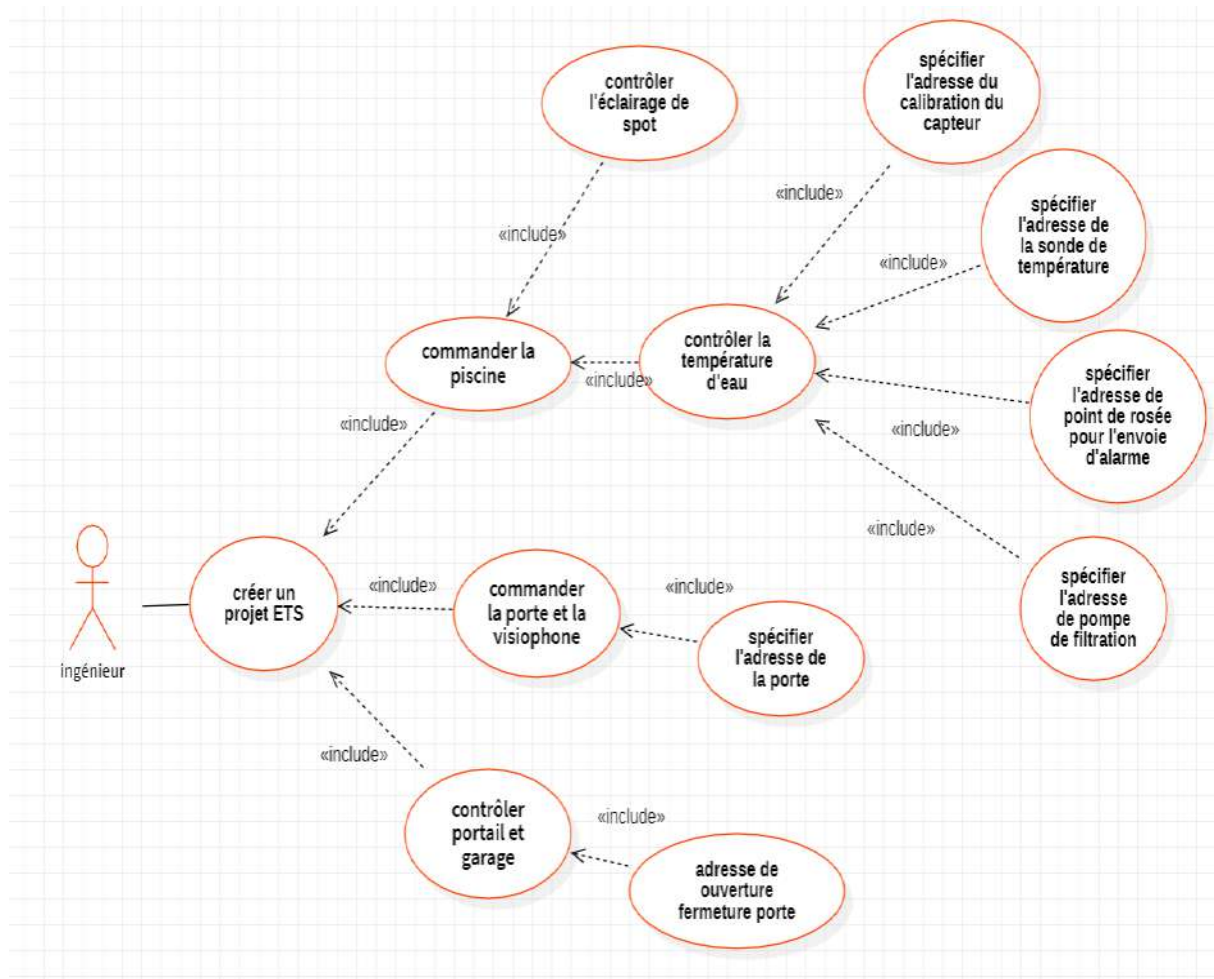 contrôler
l'éclairage de
spot
spécifier
l'adresse du
calibration du
capteur
«include»
spécifier
l'adresse de
la sonde de
température
«include»
«include»
commander la
piscine
contrôler la
température
d'eau
«include»
spécifier
l'adresse de
point de rosée
pour l'envoie
d'alarme
«include»
«include»
«include»
créer un
projet ETS
ingénieur
«include»
commander
la porte et la
visiophone
«include»
spécifier
l'adresse de
la porte
spécifier
l'adresse
de pompe
de filtration
«include»
contrôler
portail et
garage
«include»
adresse de
ouverture
fermeture porte